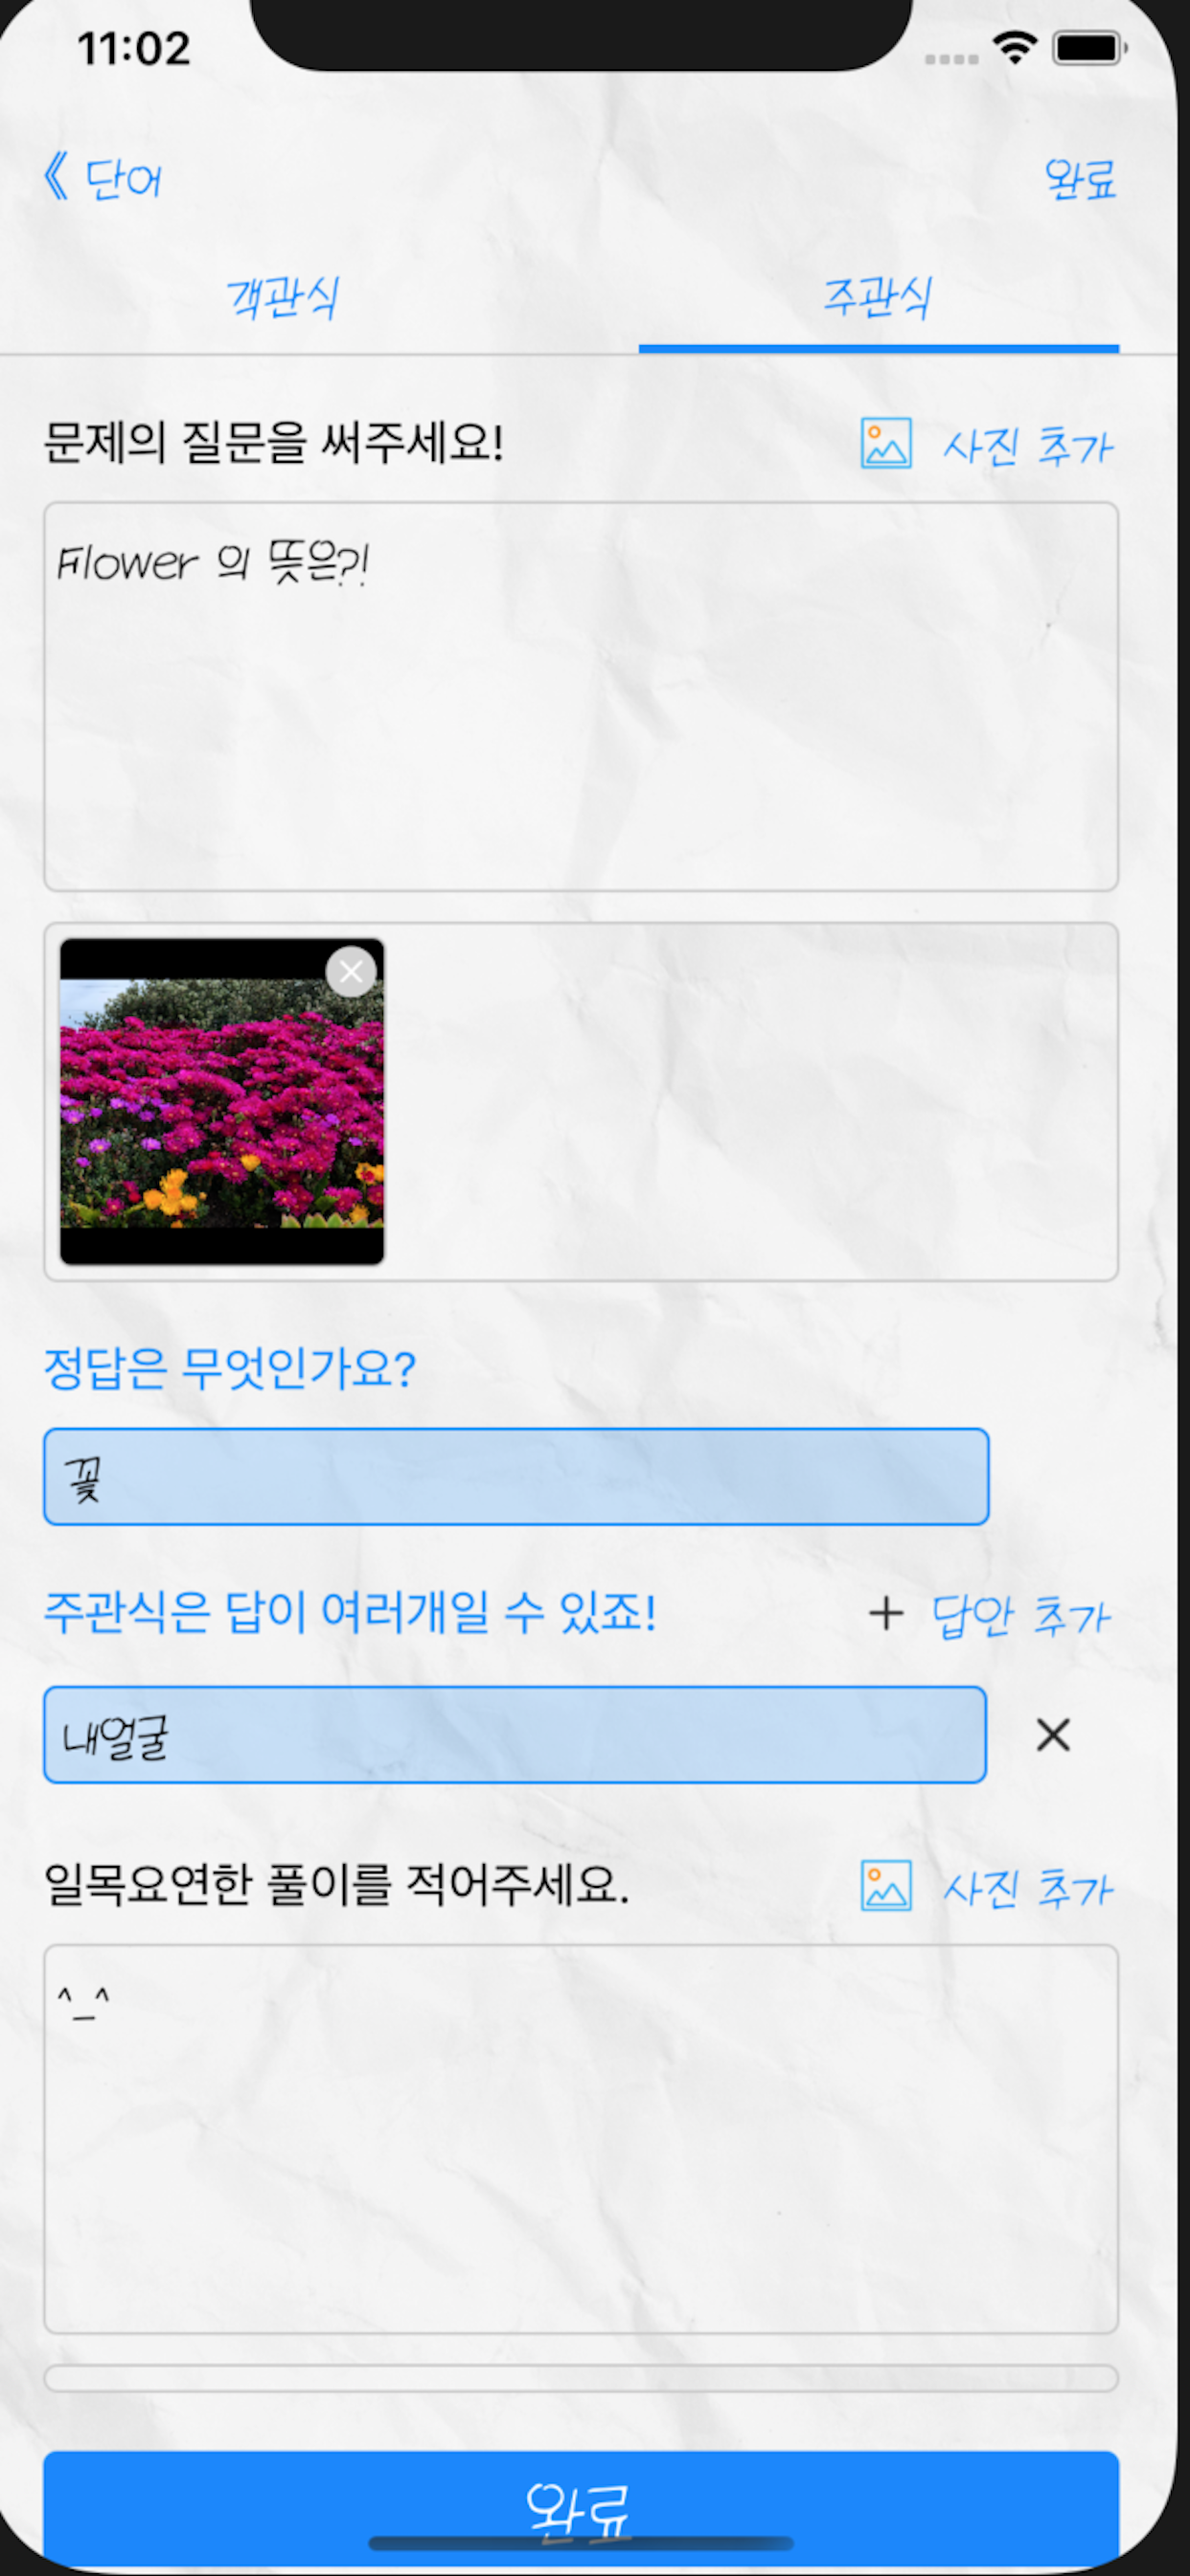 11:02
《 단어
완료
객관식
주관식
문제의 질문을 써주세요!
사진 추가
Flower 의 뜻은?!
정답은 무엇인가요?
꽃
주관식은 답이 여러개일 수 있죠!
+ 답안 추가
내얼굴
일목요연한 풀이를 적어주세요.
사진 추가
^_^
완료